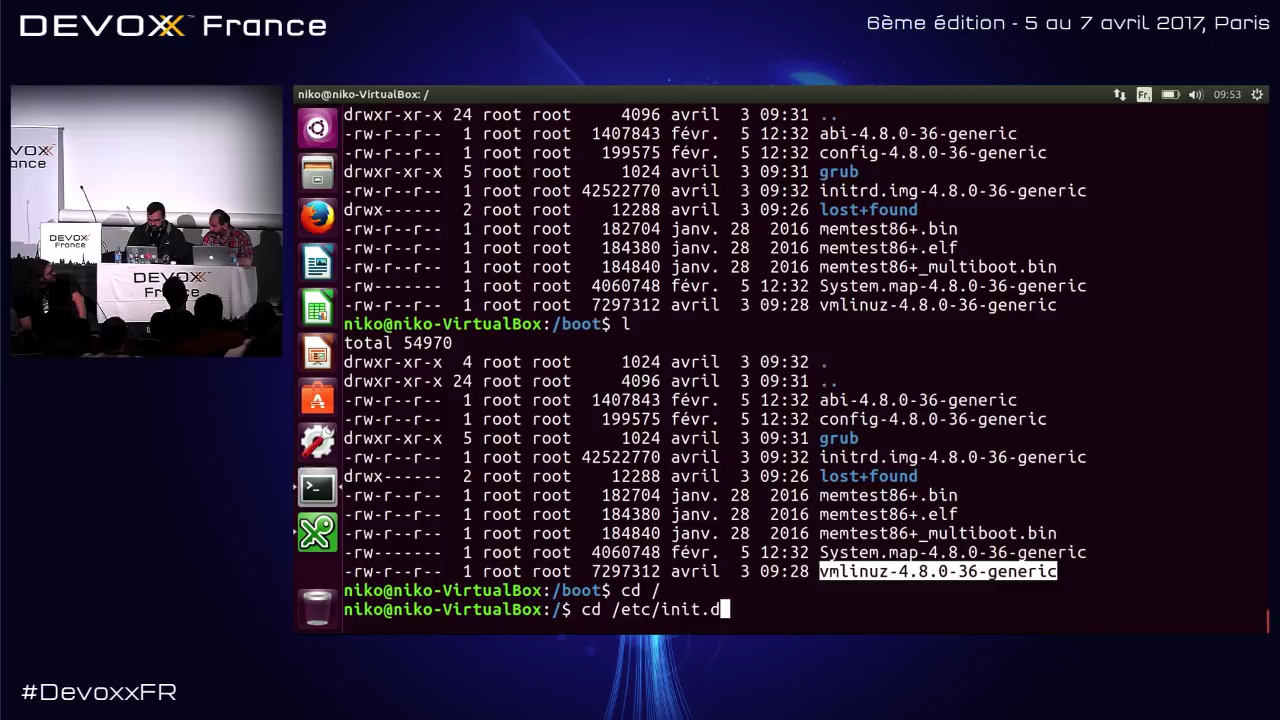 DEVOXX™ France
6ème édition - 5 au 7 avril 2017, Paris
niko@niko-VirtualBox: /
Fr
09:53
drwxr-xr-x 24 root root     4096 avril  3 09:31 ..
-rw-r--r--  1 root root  1407843 févr.  5 12:32 abi-4.8.0-36-generic
-rw-r--r--  1 root root   199575 févr.  5 12:32 config-4.8.0-36-generic
drwxr-xr-x  5 root root     1024 avril  3 09:31 grub
-rw-r--r--  1 root root 42522770 avril  3 09:32 initrd.img-4.8.0-36-generic
drwx------  2 root root    12288 avril  3 09:26 lost+found
-rw-r--r--  1 root root   182704 janv. 28  2016 memtest86+.bin
-rw-r--r--  1 root root   184380 janv. 28  2016 memtest86+.elf
-rw-r--r--  1 root root   184840 janv. 28  2016 memtest86+_multiboot.bin
-rw-------  1 root root  4060748 févr.  5 12:32 System.map-4.8.0-36-generic
-rw-r--r--  1 root root  7297312 avril  3 09:28 vmlinuz-4.8.0-36-generic
niko@niko-VirtualBox:/boot$ l
total 54970
drwxr-xr-x  4 root root     1024 avril  3 09:32 .
drwxr-xr-x 24 root root     4096 avril  3 09:31 ..
-rw-r--r--  1 root root  1407843 févr.  5 12:32 abi-4.8.0-36-generic
-rw-r--r--  1 root root   199575 févr.  5 12:32 config-4.8.0-36-generic
drwxr-xr-x  5 root root     1024 avril  3 09:31 grub
-rw-r--r--  1 root root 42522770 avril  3 09:32 initrd.img-4.8.0-36-generic
drwx------  2 root root    12288 avril  3 09:26 lost+found
-rw-r--r--  1 root root   182704 janv. 28  2016 memtest86+.bin
-rw-r--r--  1 root root   184380 janv. 28  2016 memtest86+.elf
-rw-r--r--  1 root root   184840 janv. 28  2016 memtest86+_multiboot.bin
-rw-------  1 root root  4060748 févr.  5 12:32 System.map-4.8.0-36-generic
-rw-r--r--  1 root root  7297312 avril  3 09:28 vmlinuz-4.8.0-36-generic
niko@niko-VirtualBox:/boot$ cd /
niko@niko-VirtualBox:/$ cd /etc/init.d
DEVOXX
France
DEVOXX
France
#DevoxxFR